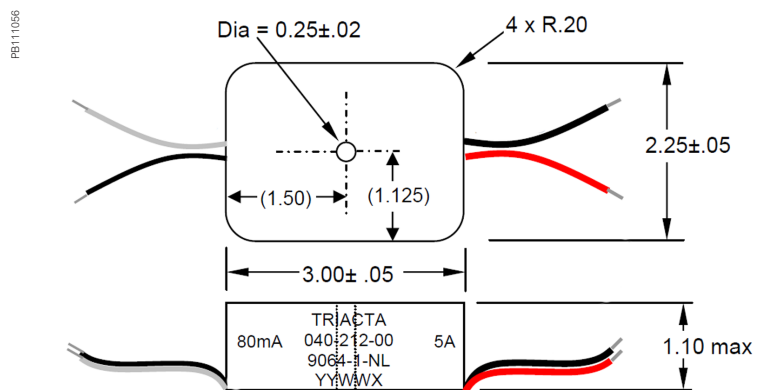 PB111056
Dia = 0.25±.02
4 x R.20
2.25±.05
(1.50)
(1.125)
3.00± .05
TRIACTA
80mA 040-212-00 5A
9064-1-NL
YYWWX
1.10 max